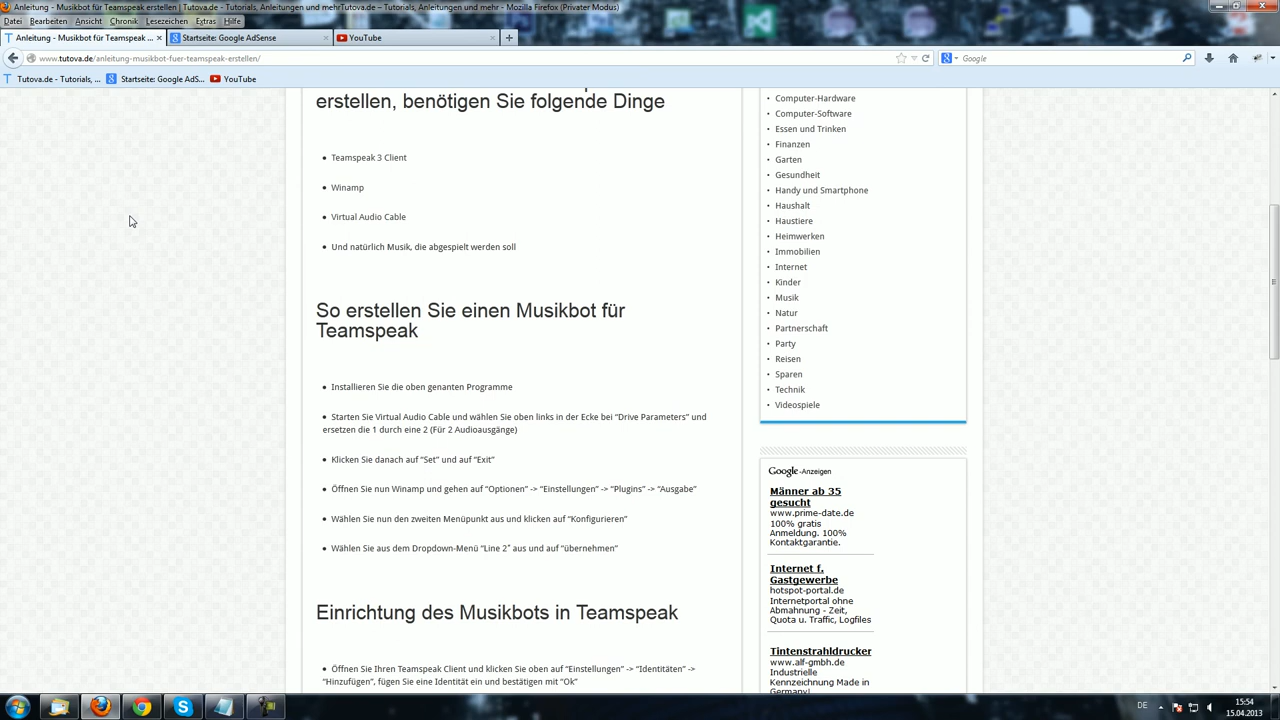 Anleitung - Musikbot für Teamspeak erstellen | Tutova.de - Tutorials, Anleitungen und mehrTutova.de - Tutorials, Anleitungen und mehr - Mozilla Firefox (Privater Modus)
Datei Bearbeiten Ansicht Chronik Lesezeichen Extras Hilfe
Anleitung - Musikbot für Teamspeak ... Startseite: Google AdSense YouTube
www.tutova.de/anleitung-musikbot-fuer-teamspeak-erstellen/ Google
Tutova.de - Tutorials, ... Startseite: Google AdS... YouTube
erstellen, benötigen Sie folgende Dinge
• Teamspeak 3 Client
• Winamp
• Virtual Audio Cable
• Und natürlich Musik, die abgespielt werden soll
So erstellen Sie einen Musikbot für
Teamspeak
• Installieren Sie die oben genanten Programme
• Starten Sie Virtual Audio Cable und wählen Sie oben links in der Ecke bei “Drive Parameters” und
ersetzen die 1 durch eine 2 (Für 2 Audioausgänge)
• Klicken Sie danach auf “Set” und auf “Exit”
• Öffnen Sie nun Winamp und gehen auf “Optionen” -> “Einstellungen” -> “Plugins” -> “Ausgabe”
• Wählen Sie nun den zweiten Menüpunkt aus und klicken auf “Konfigurieren”
• Wählen Sie aus dem Dropdown-Menü “Line 2″ aus und auf “übernehmen”
Einrichtung des Musikbots in Teamspeak
• Öffnen Sie Ihren Teamspeak Client und klicken Sie oben auf “Einstellungen” -> “Identitäten” ->
“Hinzufügen”, fügen Sie eine Identität ein und bestätigen mit “Ok”
• Computer-Hardware
• Computer-Software
• Essen und Trinken
• Finanzen
• Garten
• Gesundheit
• Handy und Smartphone
• Haushalt
• Haustiere
• Heimwerken
• Immobilien
• Internet
• Kinder
• Musik
• Natur
• Partnerschaft
• Party
• Reisen
• Sparen
• Technik
• Videospiele
Google-Anzeigen
Männer ab 35
gesucht
www.prime-date.de
100% gratis
Anmeldung. 100%
Kontaktgarantie.
Internet f.
Gastgewerbe
hotspot-portal.de
Internetportal ohne
Abmahnung - Zeit,
Quota u. Traffic, Logfiles
Tintenstrahldrucker
www.alf-gmbh.de
Industrielle
Kennzeichnung Made in
Germany!
DE 15:54
15.04.2013